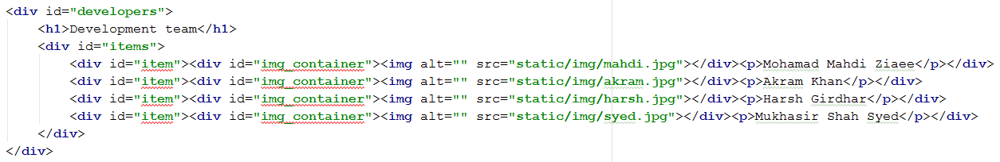 <div id="developers">
    <h1>Development team</h1>
    <div id="items">
        <div id="item"><div id="img_container"><img alt="" src="static/img/mahdi.jpg"></div><p>Mohamad Mahdi Ziaee</p></div>
        <div id="item"><div id="img_container"><img alt="" src="static/img/akram.jpg"></div><p>Akram Khan</p></div>
        <div id="item"><div id="img_container"><img alt="" src="static/img/harsh.jpg"></div><p>Harsh Girdhar</p></div>
        <div id="item"><div id="img_container"><img alt="" src="static/img/syed.jpg"></div><p>Mukhasir Shah Syed</p></div>
    </div>
</div>